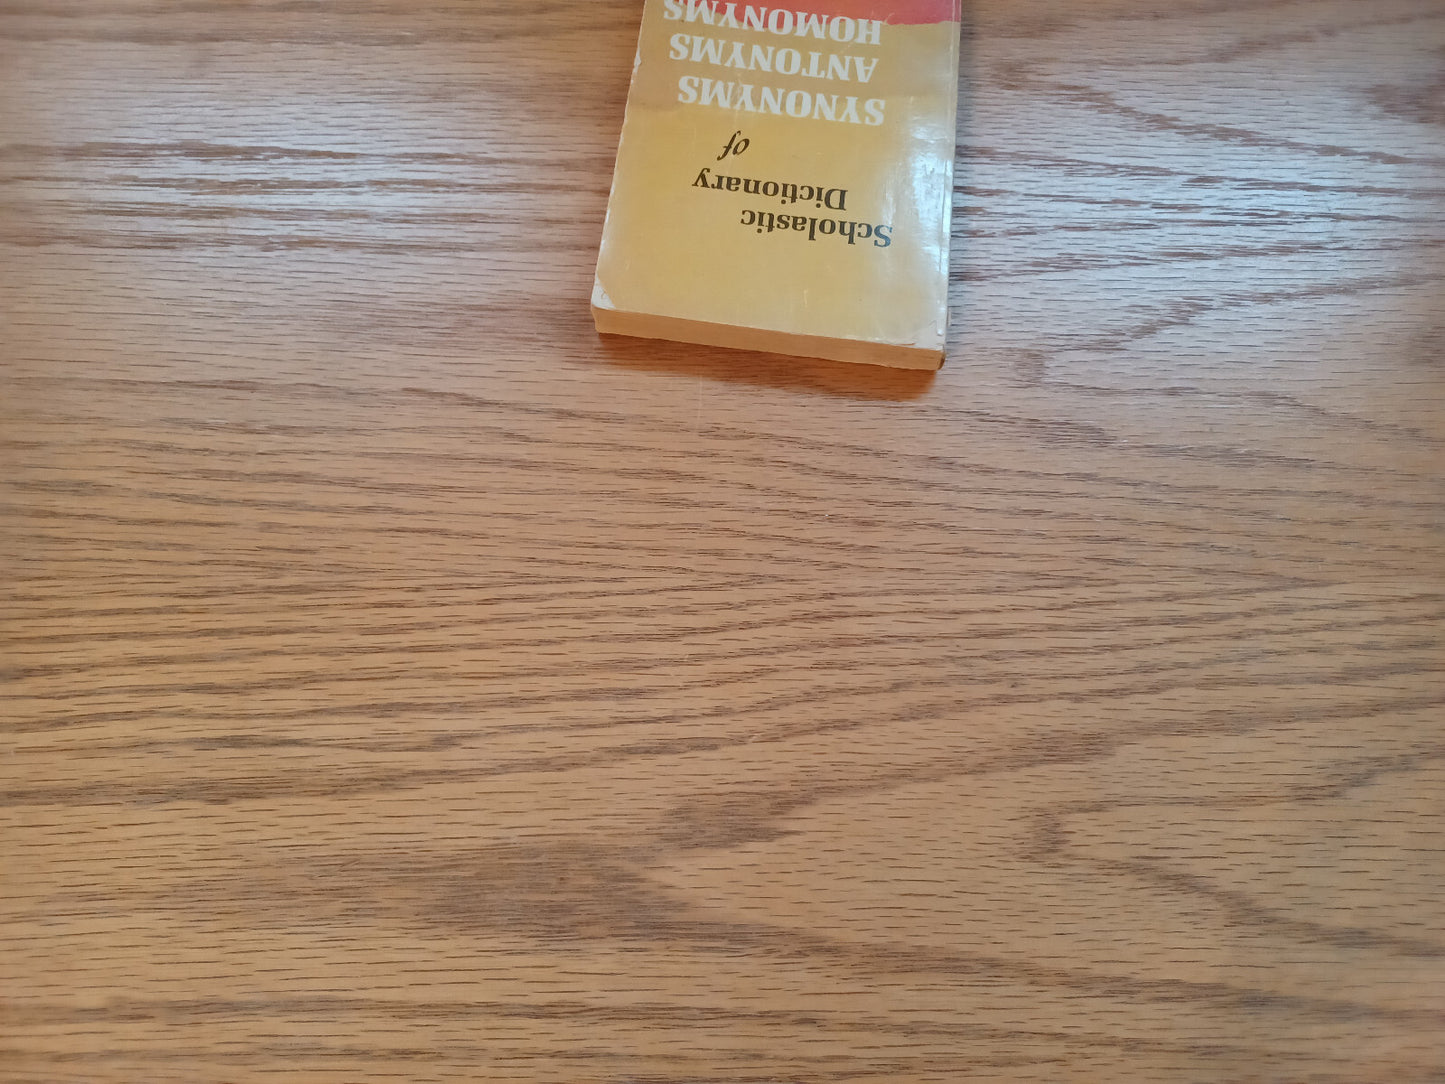 Scholastic
Dictionary
of
SYNONYMS
ANTONYMS
HOMONYMS